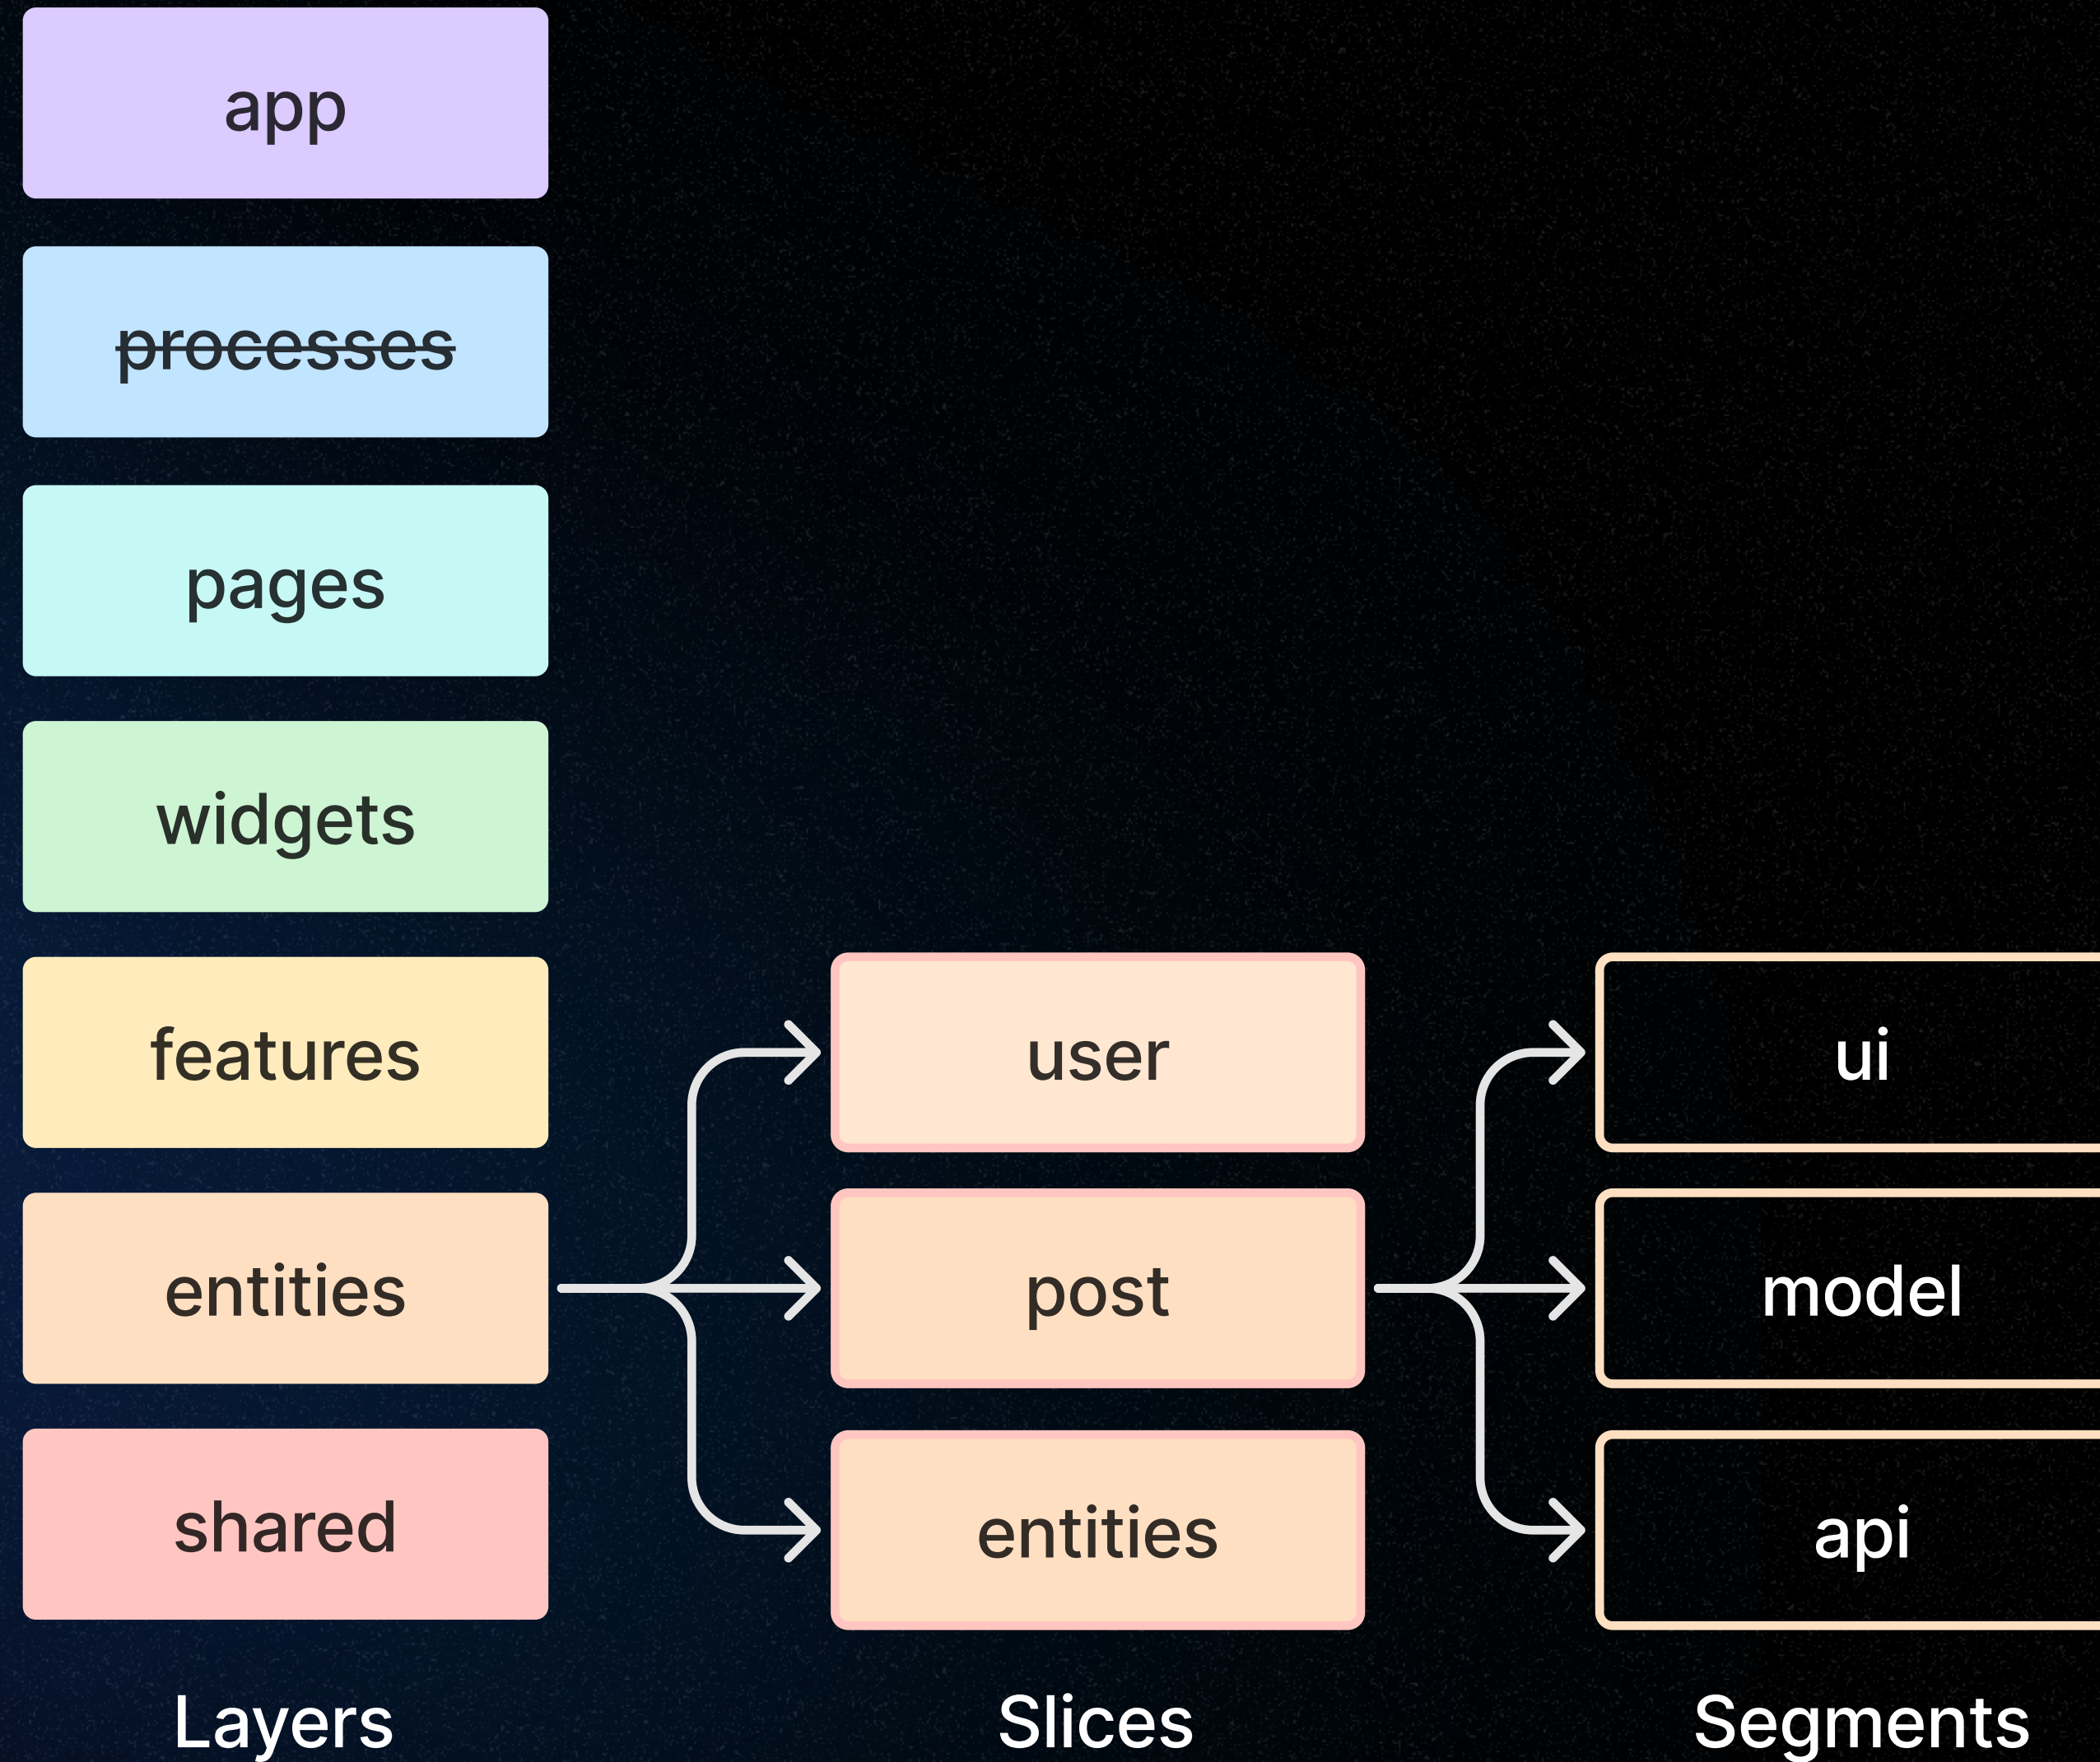 app
processes
pages
widgets
features
entities
shared
Layers
user
post
entities
Slices
ui
model
api
Segments